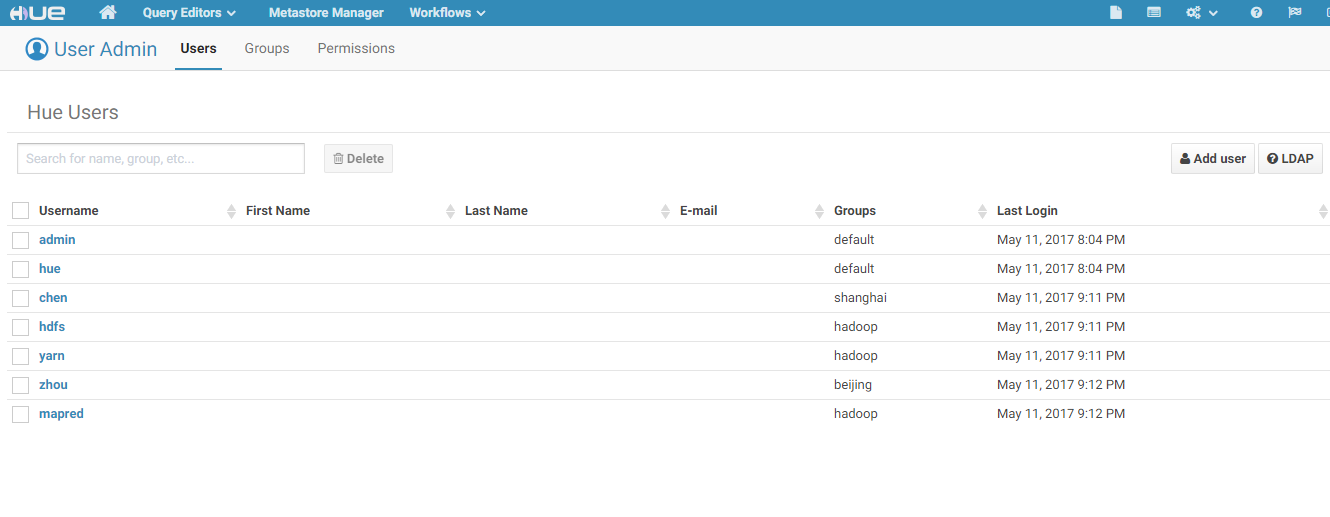 HUE Query Editors Metastore Manager Workflows
User Admin Users Groups Permissions
Hue Users
Search for name, group, etc... Delete Add user LDAP
Username First Name Last Name E-mail Groups Last Login
admin default May 11, 2017 8:04 PM
hue default May 11, 2017 8:04 PM
chen shanghai May 11, 2017 9:11 PM
hdfs hadoop May 11, 2017 9:11 PM
yarn hadoop May 11, 2017 9:11 PM
zhou beijing May 11, 2017 9:12 PM
mapred hadoop May 11, 2017 9:12 PM